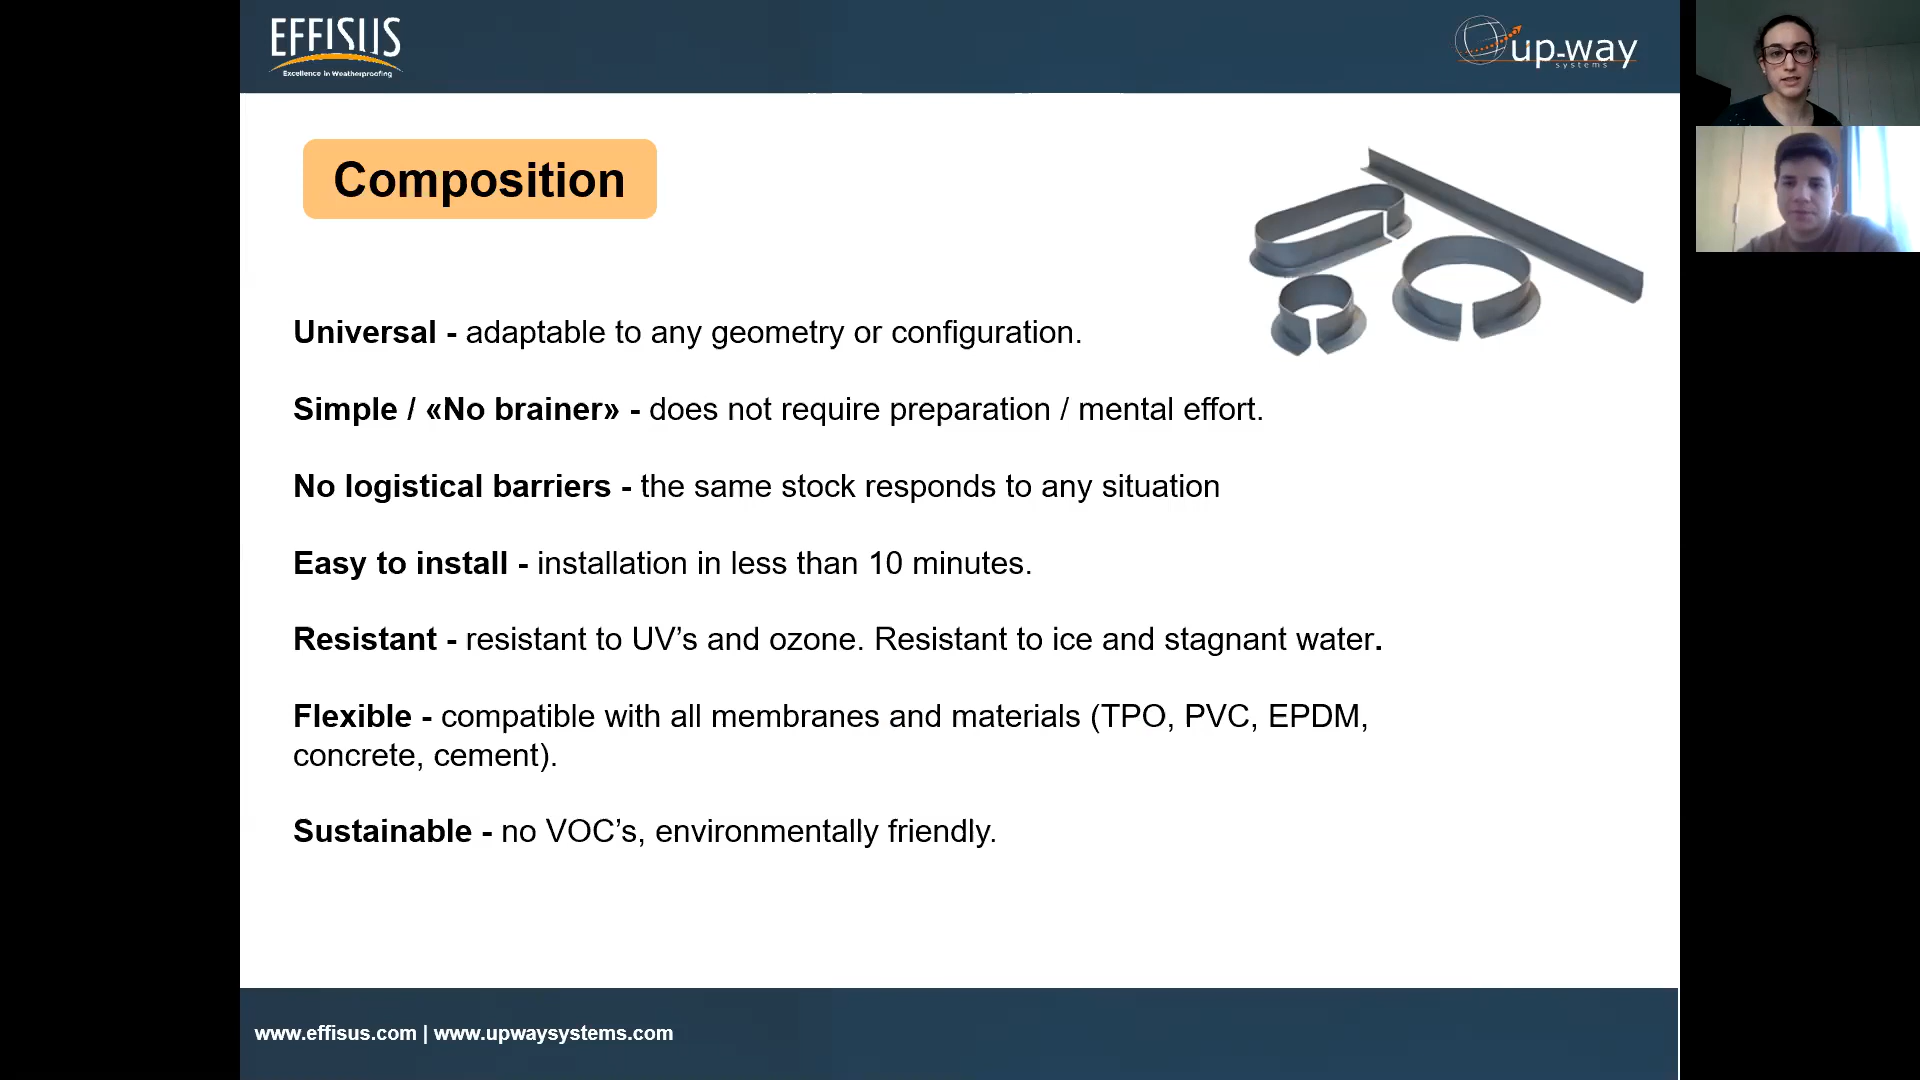 EFFISUS
Excellence in Weatherproofing
up-way
systems
Composition
Universal - adaptable to any geometry or configuration.
Simple / «No brainer» - does not require preparation / mental effort.
No logistical barriers - the same stock responds to any situation
Easy to install - installation in less than 10 minutes.
Resistant - resistant to UV’s and ozone. Resistant to ice and stagnant water.
Flexible - compatible with all membranes and materials (TPO, PVC, EPDM,
concrete, cement).
Sustainable - no VOC’s, environmentally friendly.
www.effisus.com | www.upwaysystems.com